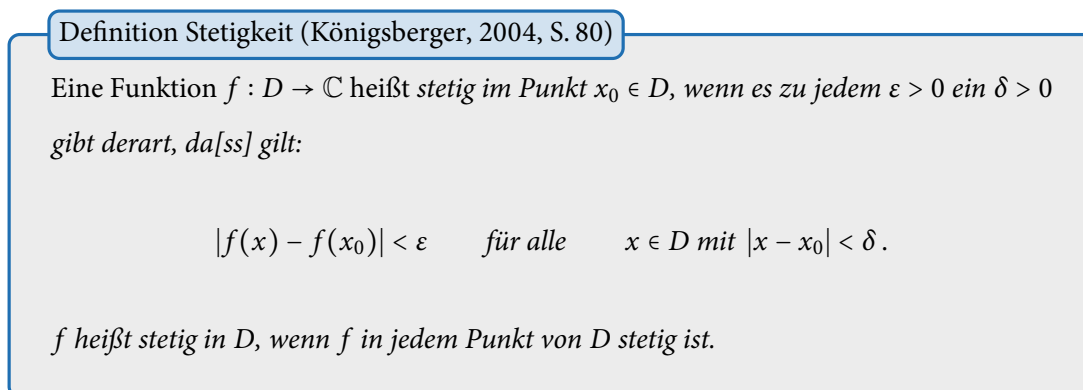 Definition Stetigkeit (Königsberger, 2004, S. 80)
Eine Funktion f : D → ℂ heißt stetig im Punkt x₀ ∈ D, wenn es zu jedem ε > 0 ein δ > 0
gibt derart, da[ss] gilt:
|f(x) − f(x₀)| < ε für alle x ∈ D mit |x − x₀| < δ .
f heißt stetig in D, wenn f in jedem Punkt von D stetig ist.